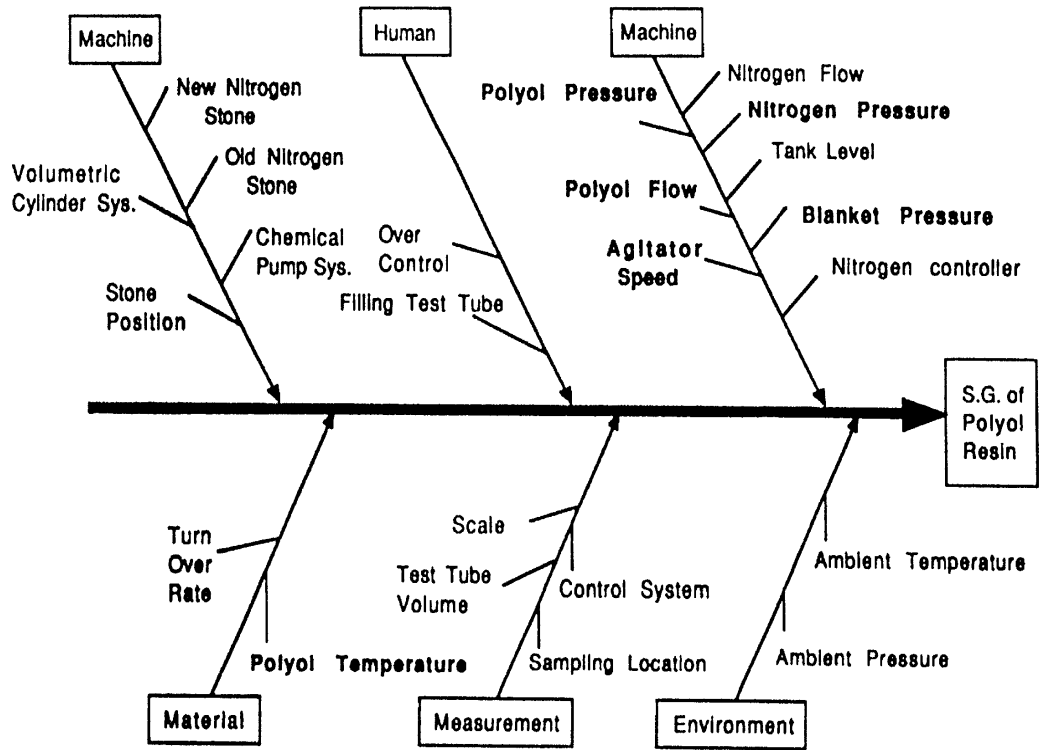 Machine
Human
Machine
New Nitrogen
Stone
Old Nitrogen
Stone
Volumetric
Cylinder Sys.
Chemical
Pump Sys.
Stone
Position
Over
Control
Filling Test Tube
Nitrogen Flow
Polyol Pressure
Nitrogen Pressure
Tank Level
Polyol Flow
Blanket Pressure
Agitator
Speed
Nitrogen controller
S.G. of
Polyol
Resin
Turn
Over
Rate
Polyol Temperature
Scale
Test Tube
Volume
Control System
Sampling Location
Ambient Temperature
Ambient Pressure
Material
Measurement
Environment